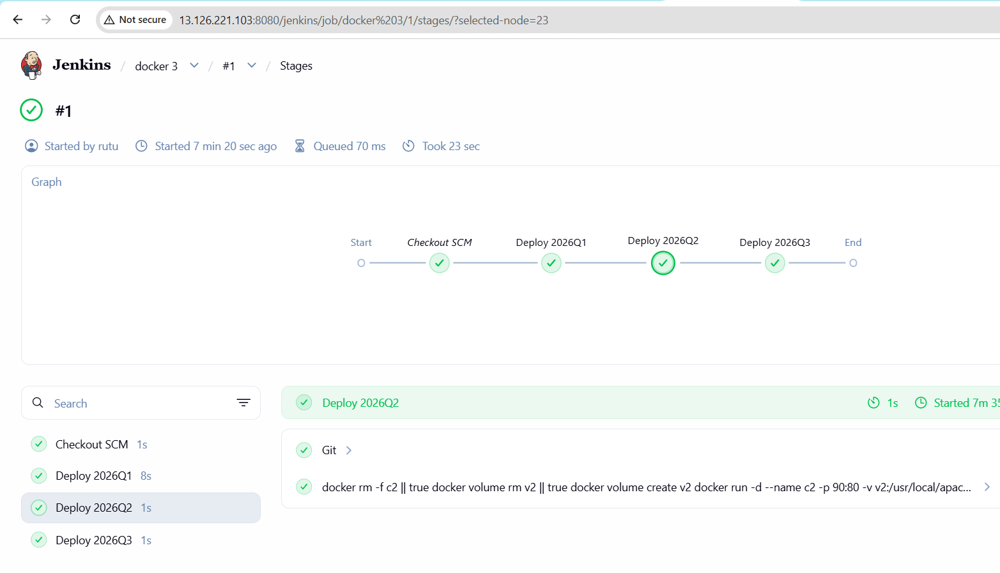 Not secure 13.126.221.103:8080/jenkins/job/docker%203/1/stages/?selected-node=23
Jenkins / docker 3 / #1 / Stages
#1
Started by rutu Started 7 min 20 sec ago Queued 70 ms Took 23 sec
Graph
Start Checkout SCM Deploy 2026Q1 Deploy 2026Q2 Deploy 2026Q3 End
Search
Checkout SCM 1s
Deploy 2026Q1 8s
Deploy 2026Q2 1s
Deploy 2026Q3 1s
Deploy 2026Q2 1s Started 7m 35
Git
docker rm -f c2 || true docker volume rm v2 || true docker volume create v2 docker run -d --name c2 -p 90:80 -v v2:/usr/local/apac...